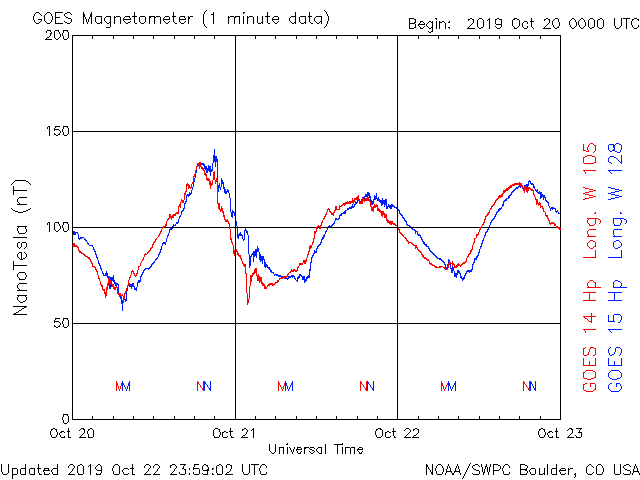 GOES Magnetometer (1 minute data)
Begin: 2019 Oct 20 0000 UTC
200
150
100
50
0
NanoTesla (nT)
M M N N M M N N M M N N
Oct 20 Oct 21 Oct 22 Oct 23
Universal Time
GOES 14 Hp Long. W 105
GOES 15 Hp Long. W 128
Updated 2019 Oct 22 23:59:02 UTC
NOAA/SWPC Boulder, CO USA